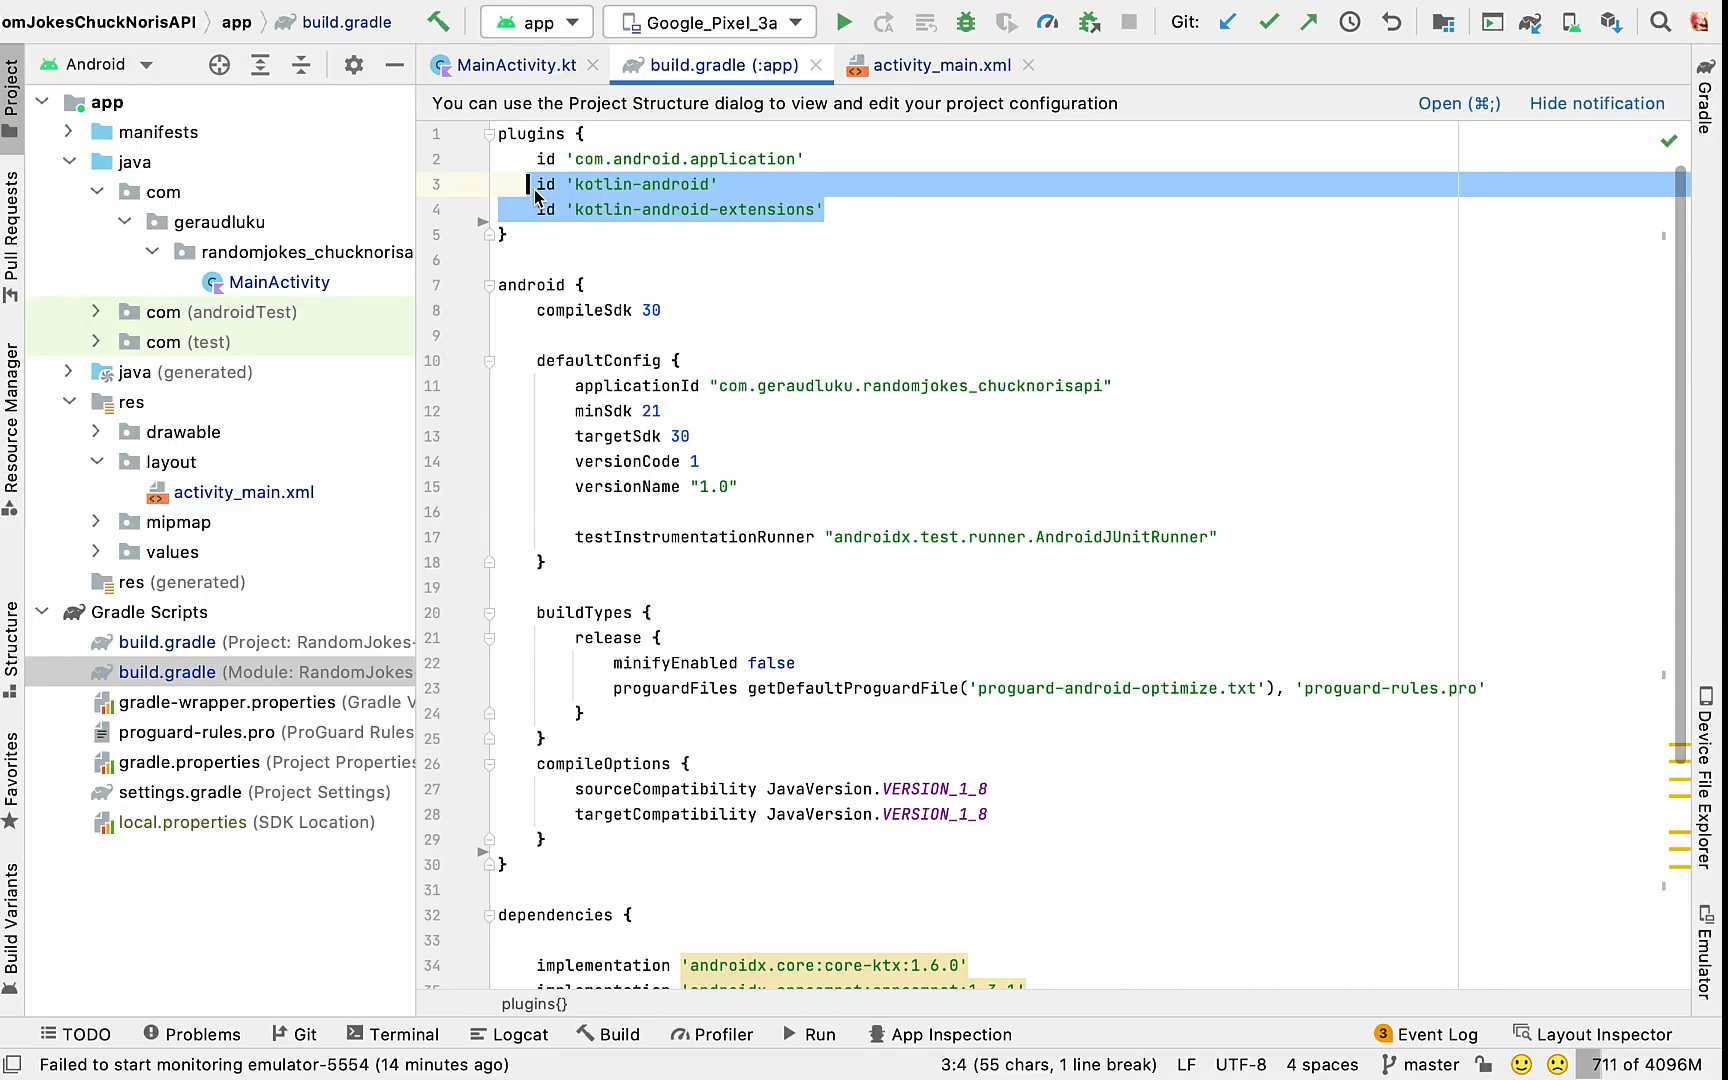 omJokesChuckNorisAPI app build.gradle app Google_Pixel_3a Git:
Android
MainActivity.kt build.gradle (:app) activity_main.xml
You can use the Project Structure dialog to view and edit your project configuration Open (⌘;) Hide notification
Project
Pull Requests
Resource Manager
Structure
Favorites
Build Variants
app
manifests
java
com
geraudluku
randomjokes_chucknorisa
MainActivity
com (androidTest)
com (test)
java (generated)
res
drawable
layout
activity_main.xml
mipmap
values
res (generated)
Gradle Scripts
build.gradle (Project: RandomJokes-
build.gradle (Module: RandomJokes
gradle-wrapper.properties (Gradle V
proguard-rules.pro (ProGuard Rules
gradle.properties (Project Propertie
settings.gradle (Project Settings)
local.properties (SDK Location)
1 plugins {
2 id 'com.android.application'
3 id 'kotlin-android'
4 id 'kotlin-android-extensions'
5 }
6
7 android {
8 compileSdk 30
9
10 defaultConfig {
11 applicationId "com.geraudluku.randomjokes_chucknorisapi"
12 minSdk 21
13 targetSdk 30
14 versionCode 1
15 versionName "1.0"
16
17 testInstrumentationRunner "androidx.test.runner.AndroidJUnitRunner"
18 }
19
20 buildTypes {
21 release {
22 minifyEnabled false
23 proguardFiles getDefaultProguardFile('proguard-android-optimize.txt'), 'proguard-rules.pro'
24 }
25 }
26 compileOptions {
27 sourceCompatibility JavaVersion.VERSION_1_8
28 targetCompatibility JavaVersion.VERSION_1_8
29 }
30 }
31
32 dependencies {
33
34 implementation 'androidx.core:core-ktx:1.6.0'
plugins{}
Gradle
Device File Explorer
Emulator
TODO Problems Git Terminal Logcat Build Profiler Run App Inspection 3 Event Log Layout Inspector
Failed to start monitoring emulator-5554 (14 minutes ago) 3:4 (55 chars, 1 line break) LF UTF-8 4 spaces master 711 of 4096M